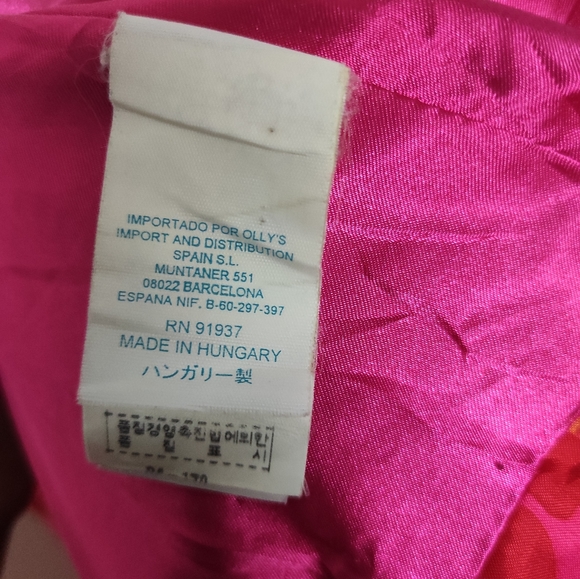 IMPORTADO POR OLLY'S
IMPORT AND DISTRIBUTION
SPAIN S.L.
MUNTANER 551
08022 BARCELONA
ESPANA NIF. B-60-297-397
RN 91937
MADE IN HUNGARY
ハンガリー製